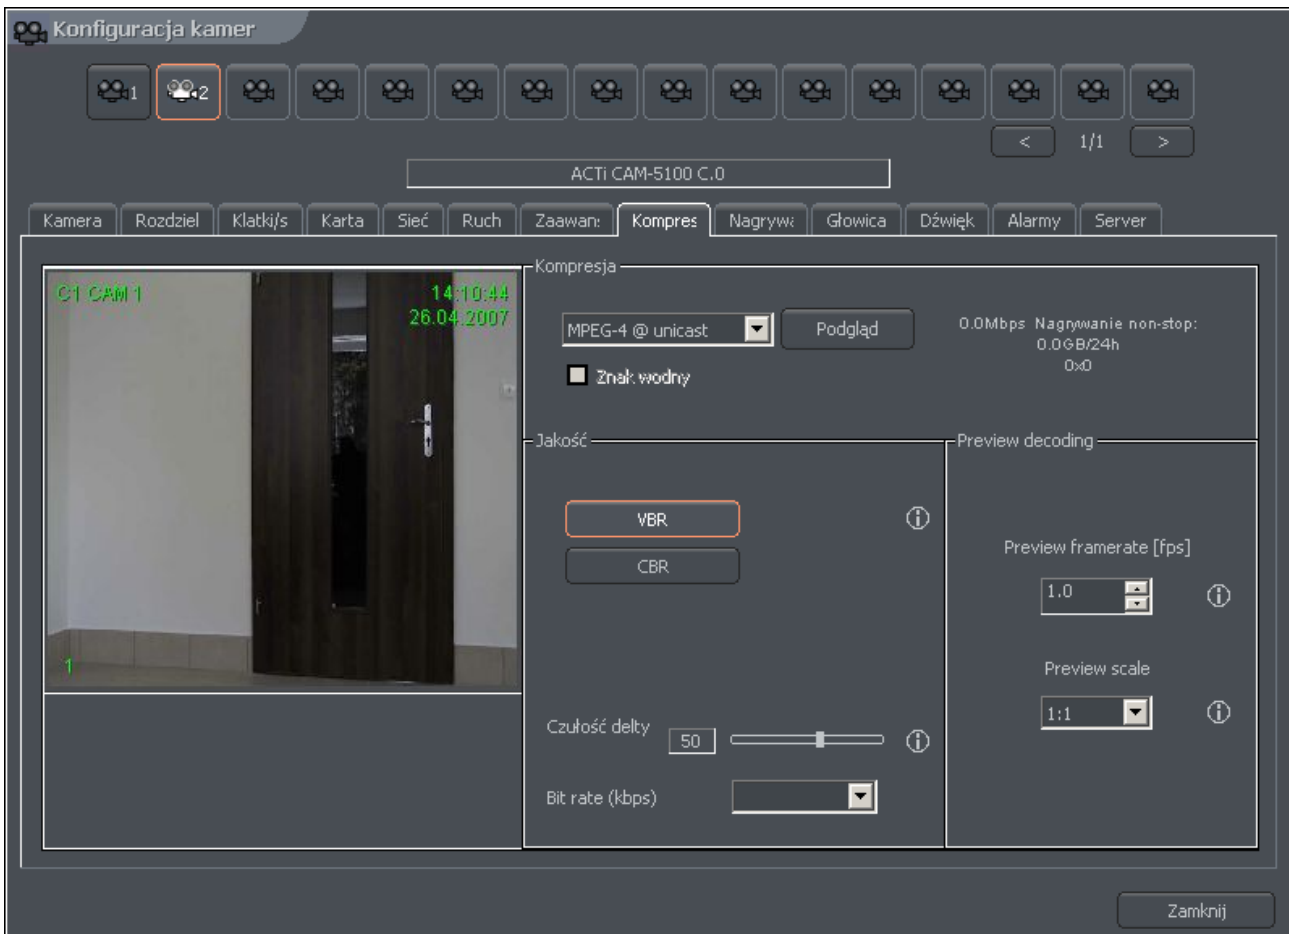 Konfiguracja kamer
1 2
< 1/1 >
ACTi CAM-5100 C.0
Kamera Rozdziel Klatki/s Karta Sieć Ruch Zaawan: Kompres Nagrywa Głowica Dźwięk Alarmy Server
C1 CAM 1 14:10:44
26.04.2007
1
Kompresja
MPEG-4 @ unicast Podgląd
Znak wodny
0.0Mbps Nagrywanie non-stop:
0.0GB/24h
0x0
Jakość
VBR
CBR
Czułość delty 50
Bit rate (kbps)
Preview decoding
Preview framerate [fps]
1.0
Preview scale
1:1
Zamknij